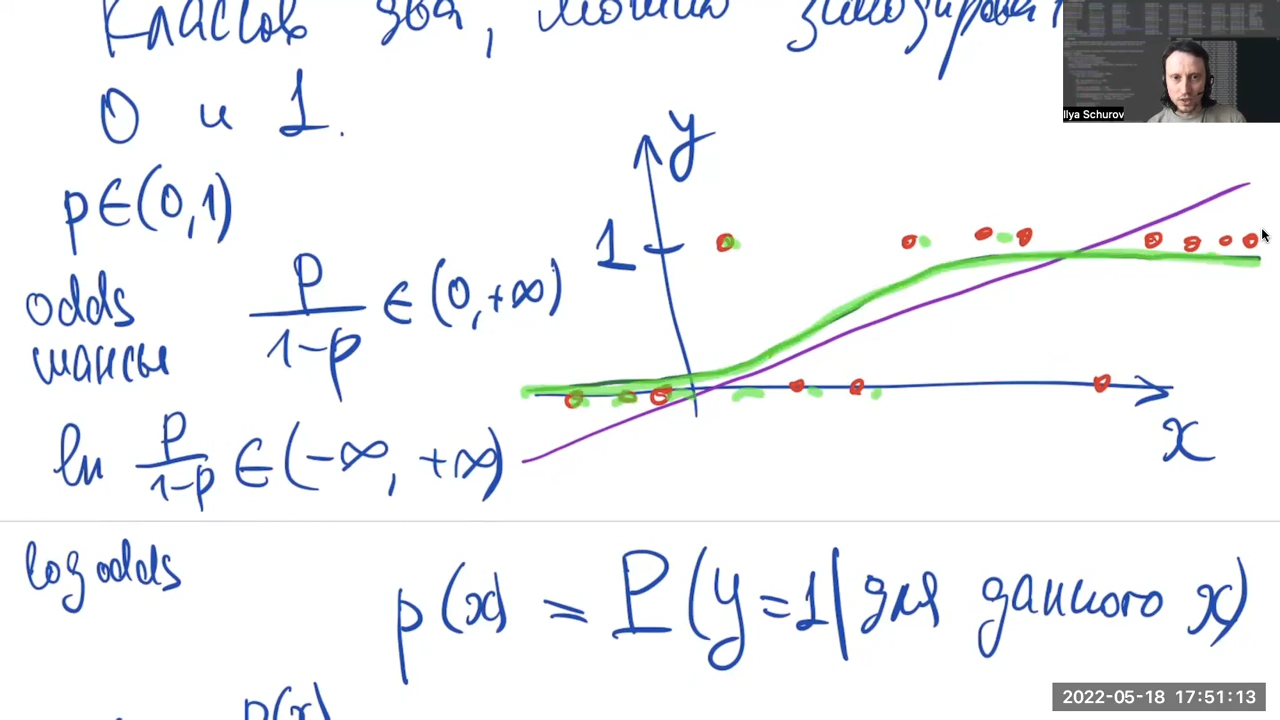 Классов два, можно
0 и 1.
Ilya Schurov
y
p∈(0,1)
1
odds
шансы
p/(1-p) ∈ (0,+∞)
ln p/(1-p) ∈ (-∞, +∞)
x
log odds
p(x) = P(y=1| для данного x)
p(x)
2022-05-18 17:51:13